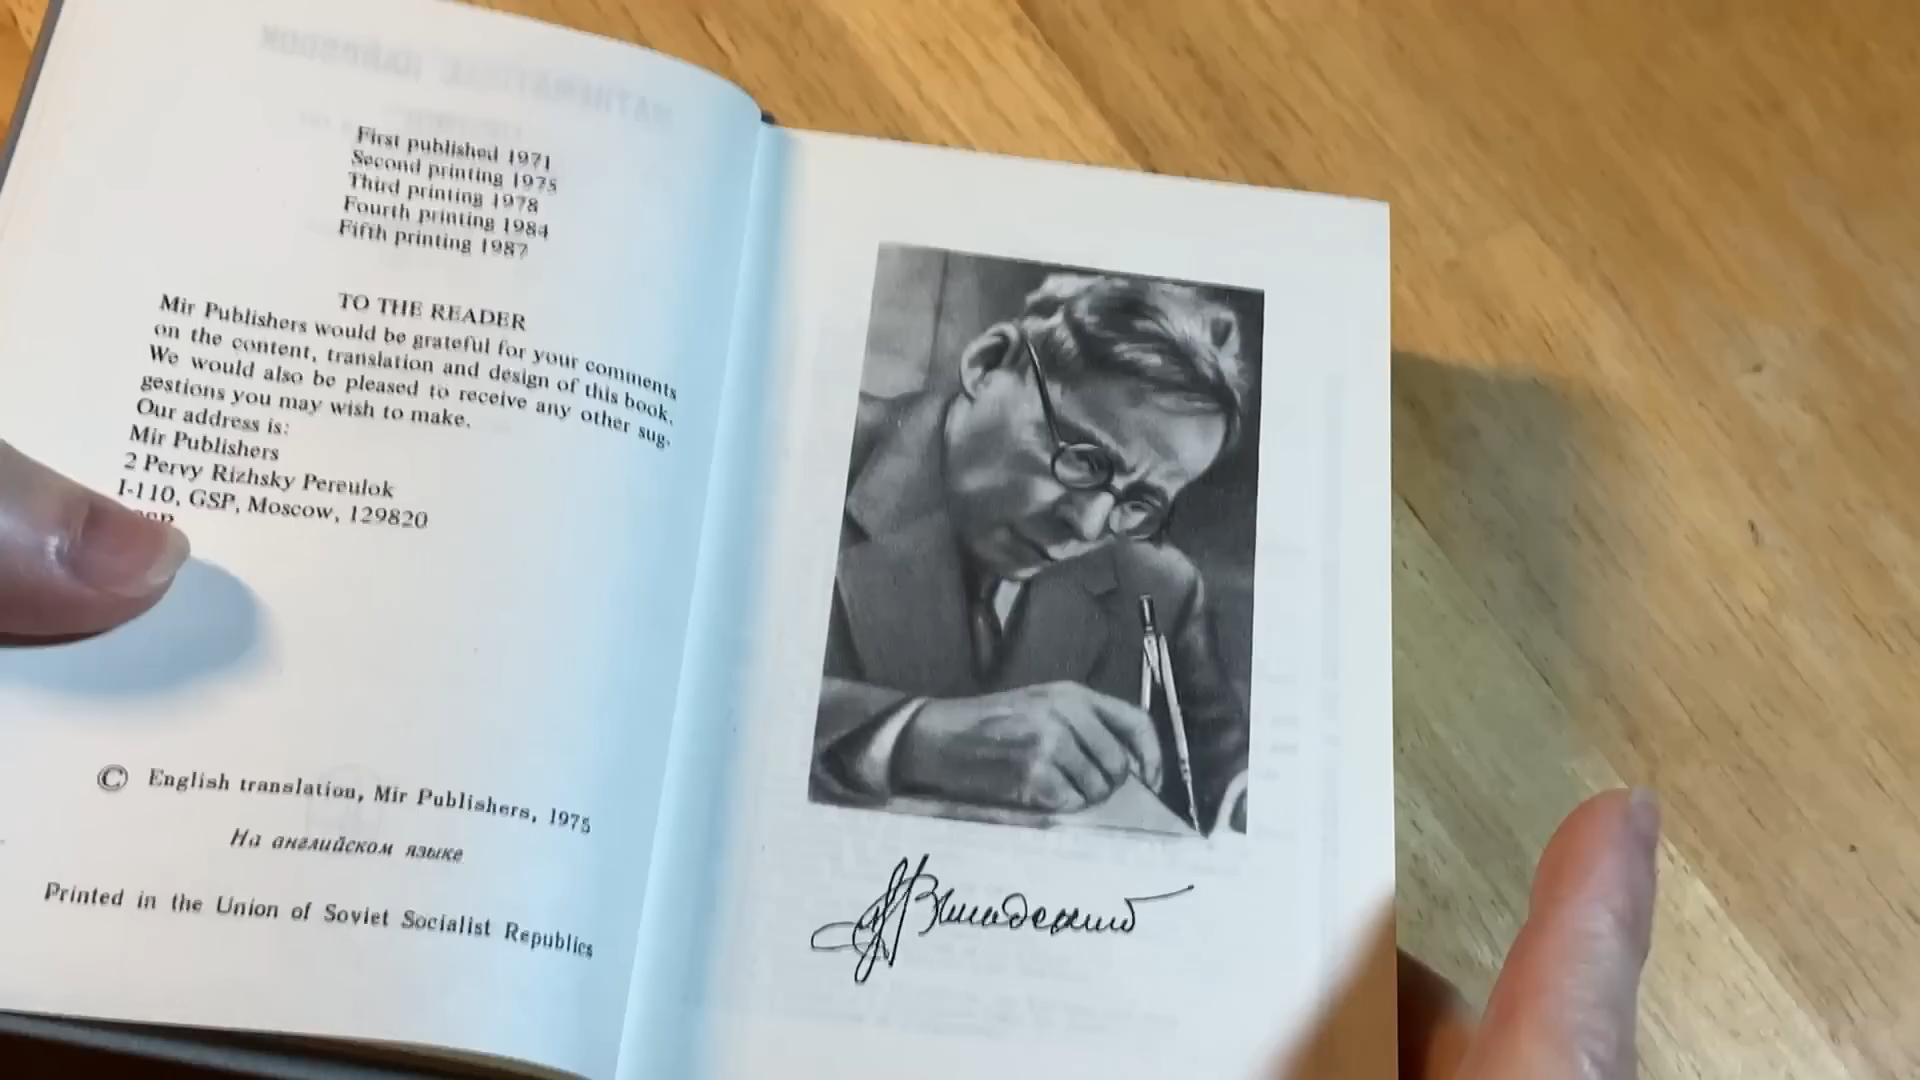 First published 1971
Second printing 1975
Third printing 1978
Fourth printing 1984
Fifth printing 1987
TO THE READER
Mir Publishers would be grateful for your comments
on the content, translation and design of this book.
We would also be pleased to receive any other sug-
gestions you may wish to make.
Our address is:
Mir Publishers
2 Pervy Rizhsky Pereulok
I-110, GSP, Moscow, 129820
© English translation, Mir Publishers, 1975
На английском языке
Printed in the Union of Soviet Socialist Republics